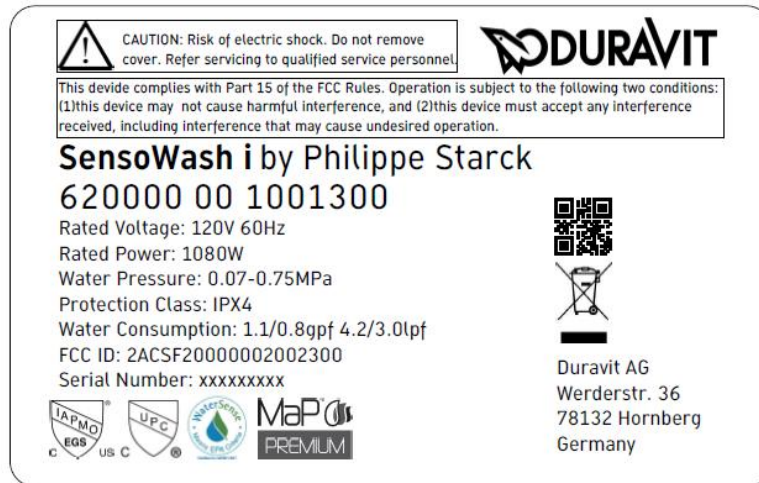 CAUTION: Risk of electric shock. Do not remove
cover. Refer servicing to qualified service personnel.
DURAVIT
This devide complies with Part 15 of the FCC Rules. Operation is subject to the following two conditions:
(1)this device may not cause harmful interference, and (2)this device must accept any interference
received, including interference that may cause undesired operation.
SensoWash i by Philippe Starck
620000 00 1001300
Rated Voltage: 120V 60Hz
Rated Power: 1080W
Water Pressure: 0.07-0.75MPa
Protection Class: IPX4
Water Consumption: 1.1/0.8gpf 4.2/3.0lpf
FCC ID: 2ACSF20000002002300
Serial Number: xxxxxxxxx
Duravit AG
Werderstr. 36
78132 Hornberg
Germany
IAPMO
EGS
C US
UPC
C ®
WaterSense
Meets EPA Criteria
MaP
PREMIUM